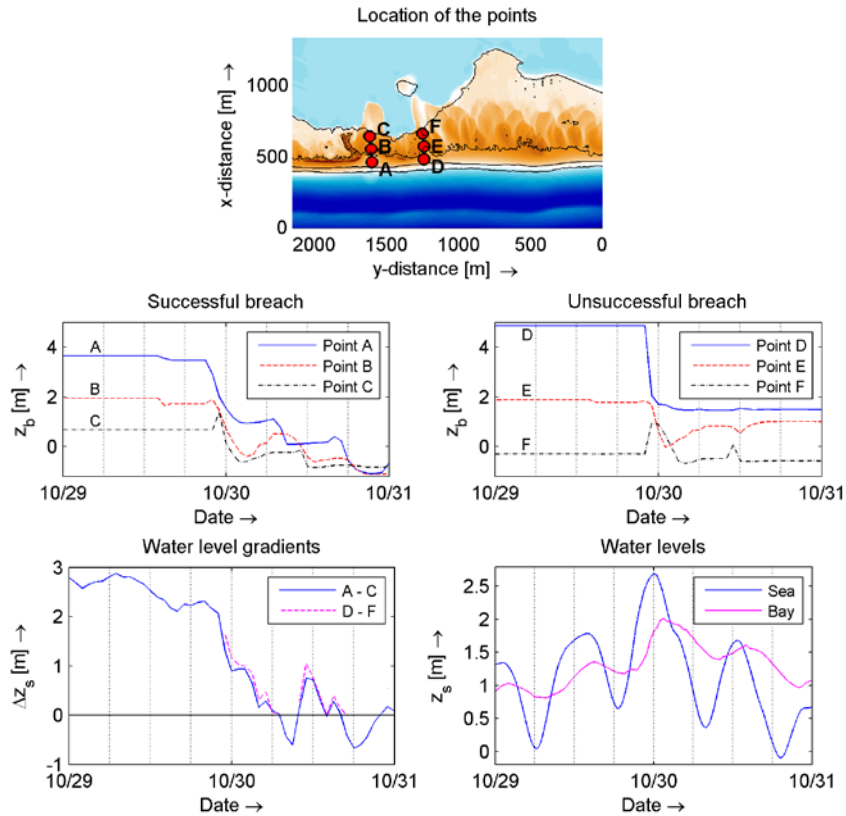 Location of the points
x-distance [m] →
1000
500
0
C
F
B
E
A
D
2000 1500 1000 500 0
y-distance [m] →
Successful breach
z_b [m] →
4
2
0
A
B
C
Point A
Point B
Point C
10/29 10/30 10/31
Date →
Unsuccessful breach
z_b [m] →
4
2
0
D
E
F
Point D
Point E
Point F
10/29 10/30 10/31
Date →
Water level gradients
Δz_s [m] →
3
2
1
0
-1
A - C
D - F
10/29 10/30 10/31
Date →
Water levels
z_s [m] →
2.5
2
1.5
1
0.5
0
Sea
Bay
10/29 10/30 10/31
Date →